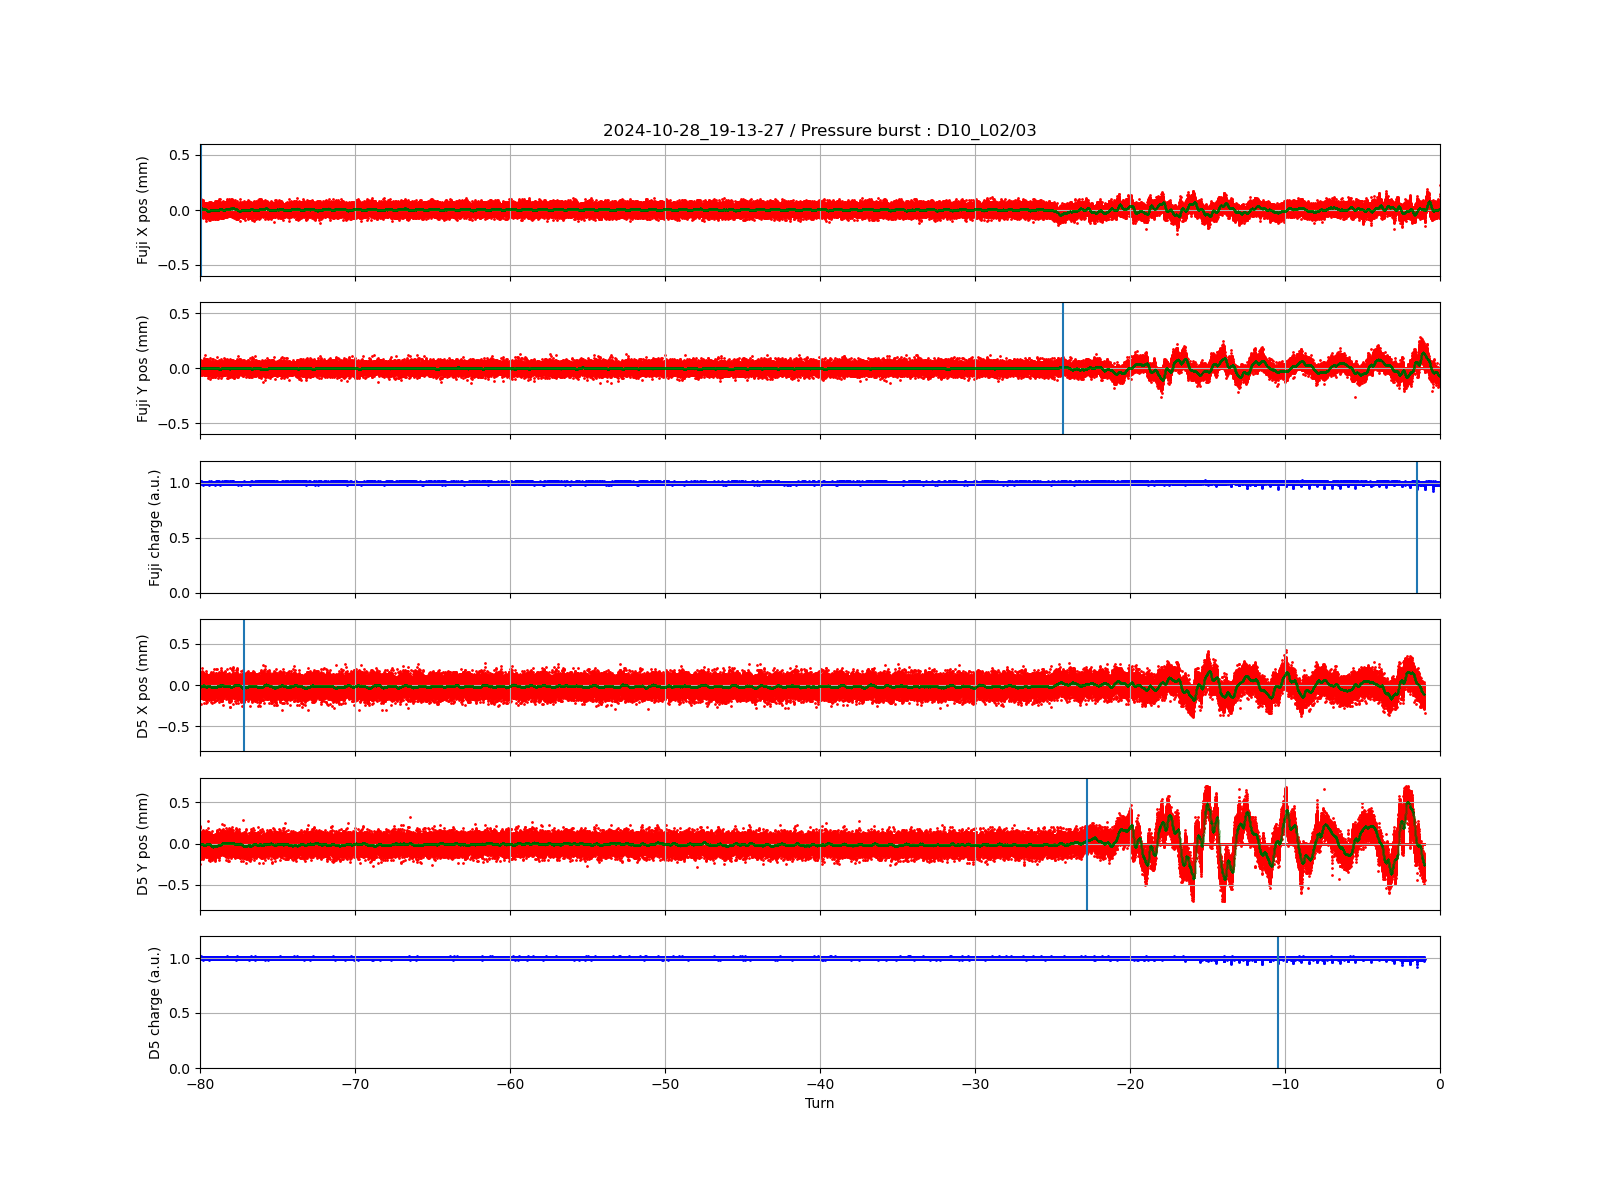 2024-10-28_19-13-27 / Pressure burst : D10_L02/03
Fuji X pos (mm)
0.5
0.0
−0.5
Fuji Y pos (mm)
0.5
0.0
−0.5
Fuji charge (a.u.)
1.0
0.5
0.0
D5 X pos (mm)
0.5
0.0
−0.5
D5 Y pos (mm)
0.5
0.0
−0.5
D5 charge (a.u.)
1.0
0.5
0.0
−80 −70 −60 −50 −40 −30 −20 −10 0
Turn